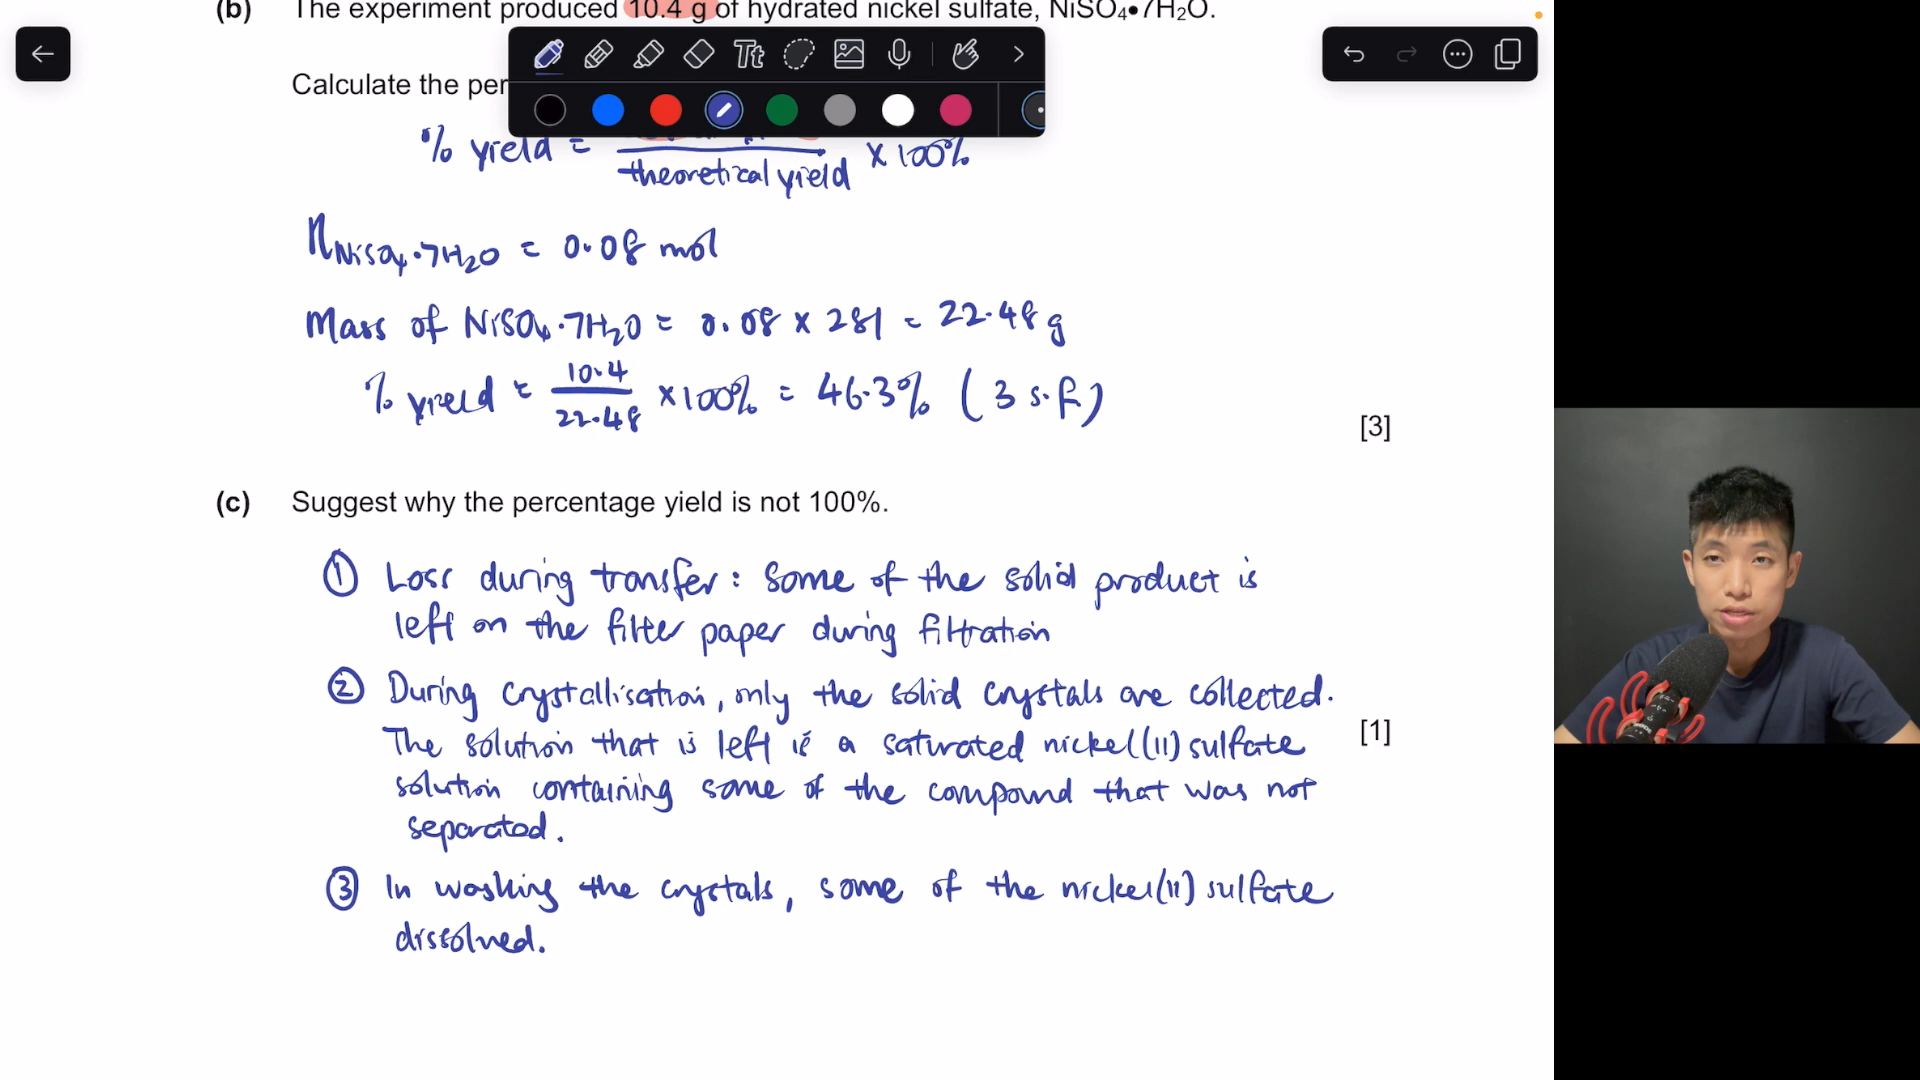 (b) The experiment produced 10.4 g of hydrated nickel sulfate, NiSO₄•7H₂O.
Tt
Calculate the per
% yield = ――― × 100%
theoretical yield
nNiSO₄·7H₂O = 0.08 mol
Mass of NiSO₄·7H₂O = 0.08 × 281 = 22.48 g
% yield = 10.4/22.48 × 100% = 46.3% (3 s.f)
[3]
(c) Suggest why the percentage yield is not 100%.
① Loss during transfer: Some of the solid product is
left on the filter paper during filtration
② During crystallisation, only the solid crystals are collected.
The solution that is left is a saturated nickel(II) sulfate [1]
solution containing some of the compound that was not
separated.
③ In washing the crystals, some of the nickel(II) sulfate
dissolved.